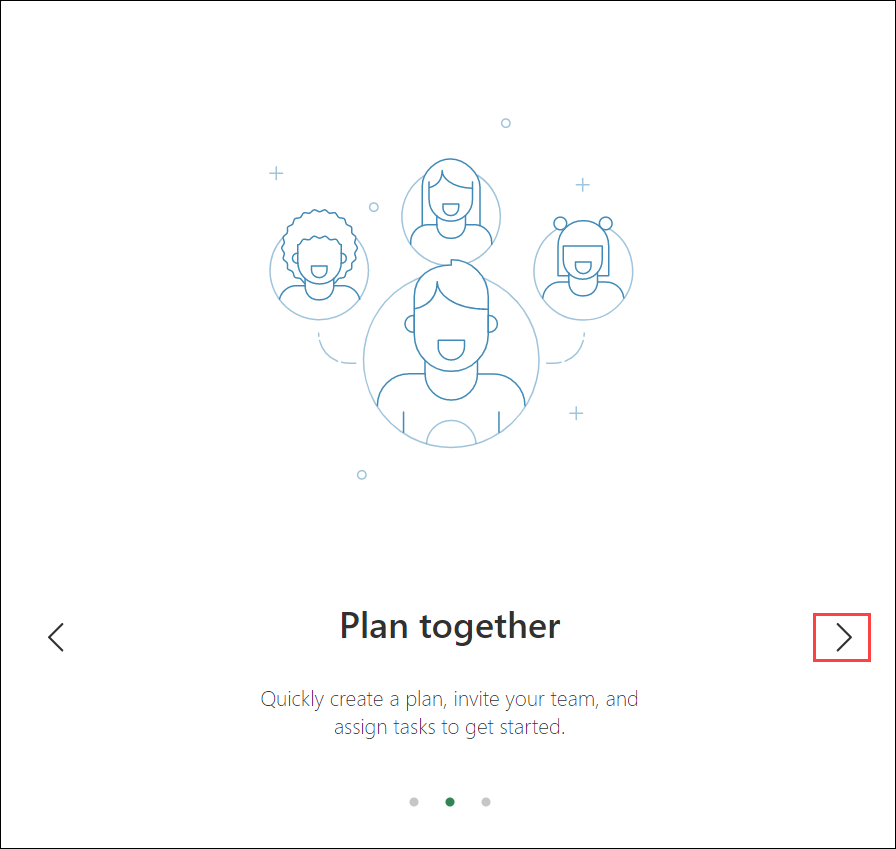 Plan together
Quickly create a plan, invite your team, and
assign tasks to get started.